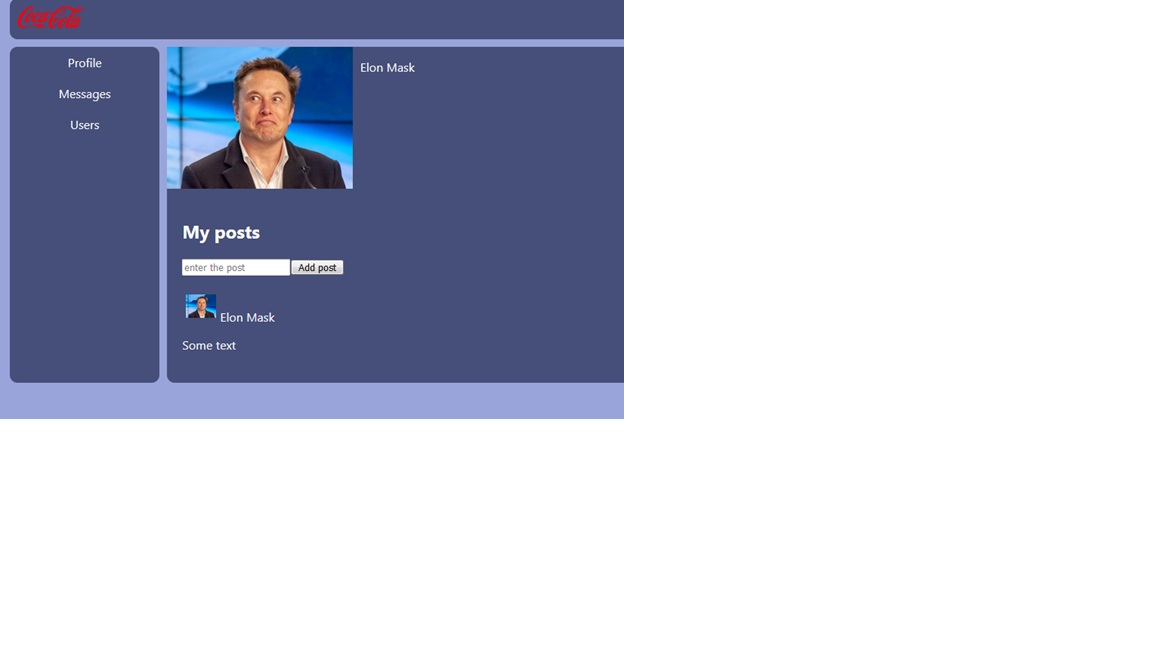 Coca-Cola
Profile
Messages
Users
Elon Mask
My posts
enter the post
Add post
Elon Mask
Some text